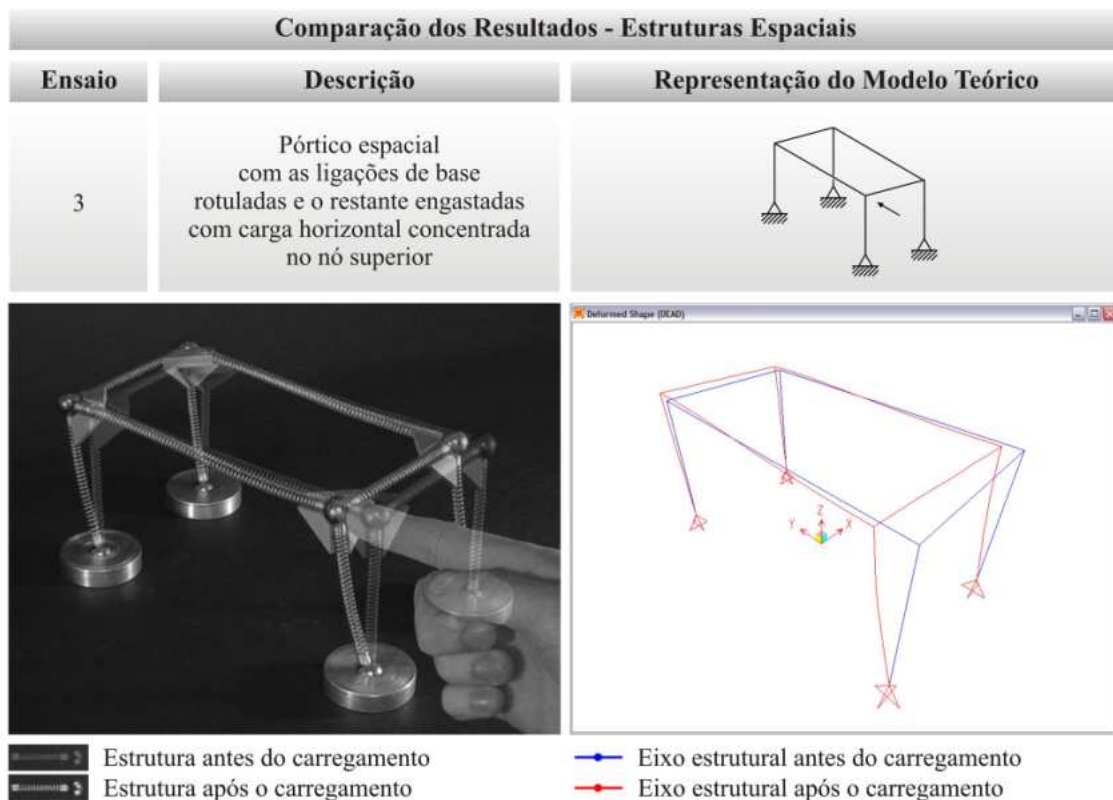 Comparação dos Resultados - Estruturas Espaciais
Ensaio
Descrição
Representação do Modelo Teórico
3
Pórtico espacial
com as ligações de base
rotuladas e o restante engastadas
com carga horizontal concentrada
no nó superior
Deformed Shape (DEAD)
Z
Y
X
Estrutura antes do carregamento
Eixo estrutural antes do carregamento
Estrutura após o carregamento
Eixo estrutural após o carregamento